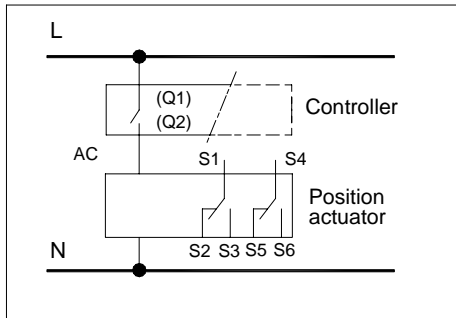 L
(Q1)
(Q2)
Controller
AC
S1 S4
Position
actuator
S2 S3 S5 S6
N